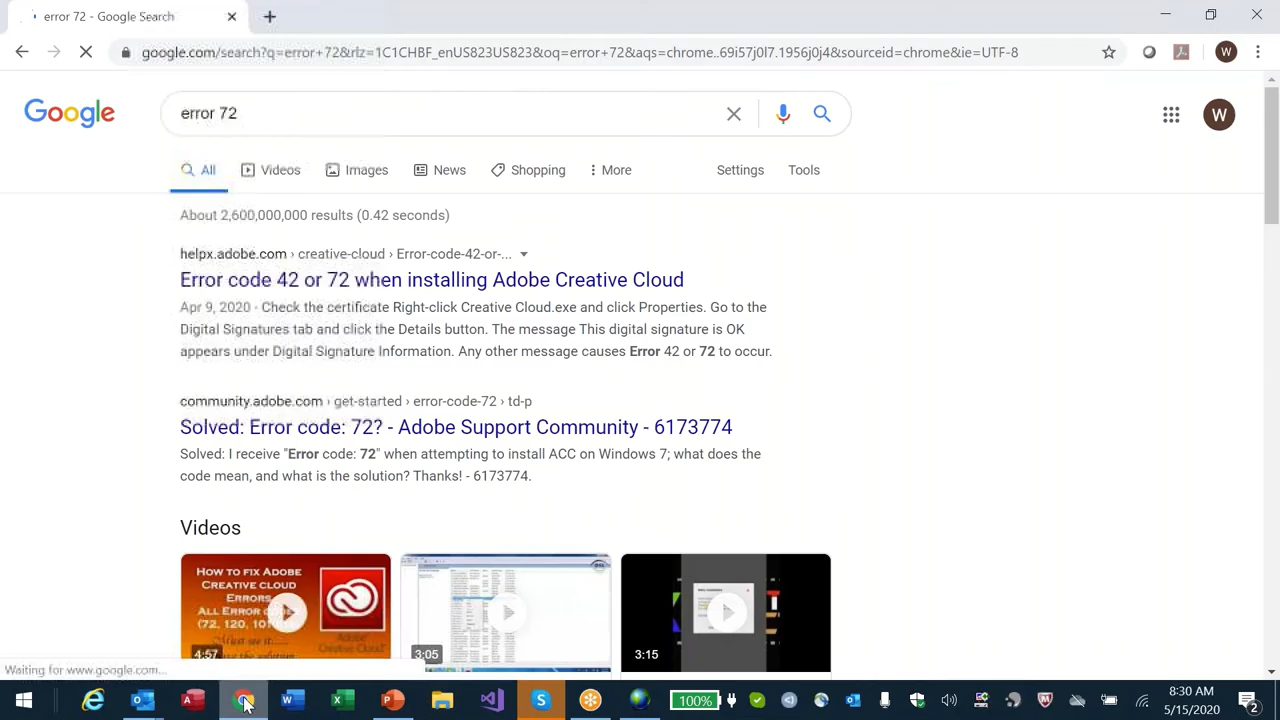 error 72 - Google Search
google.com/search?q=error+72&rlz=1C1CHBF_enUS823US823&oq=error+72&aqs=chrome..69i57j0l7.1956j0j4&sourceid=chrome&ie=UTF-8
W
Google
error 72
W
All
Videos
Images
News
Shopping
More
Settings
Tools
About 2,600,000,000 results (0.42 seconds)
helpx.adobe.com › creative-cloud › Error-code-42-or-...
Error code 42 or 72 when installing Adobe Creative Cloud
Apr 9, 2020 - Check the certificate Right-click Creative Cloud.exe and click Properties. Go to the
Digital Signatures tab and click the Details button. The message This digital signature is OK
appears under Digital Signature Information. Any other message causes Error 42 or 72 to occur.
community.adobe.com › get-started › error-code-72 › td-p
Solved: Error code: 72? - Adobe Support Community - 6173774
Solved: I receive "Error code: 72" when attempting to install ACC on Windows 7; what does the
code mean, and what is the solution? Thanks! - 6173774.
Videos
HOW TO FIX ADOBE
CREATIVE CLOUD
ERRORS
ALL ERROR
(72, 120,
4:57
Adobe
Creative Cloud
3:05
3:15
Waiting for www.google.com...
100%
8:30 AM
5/15/2020
2